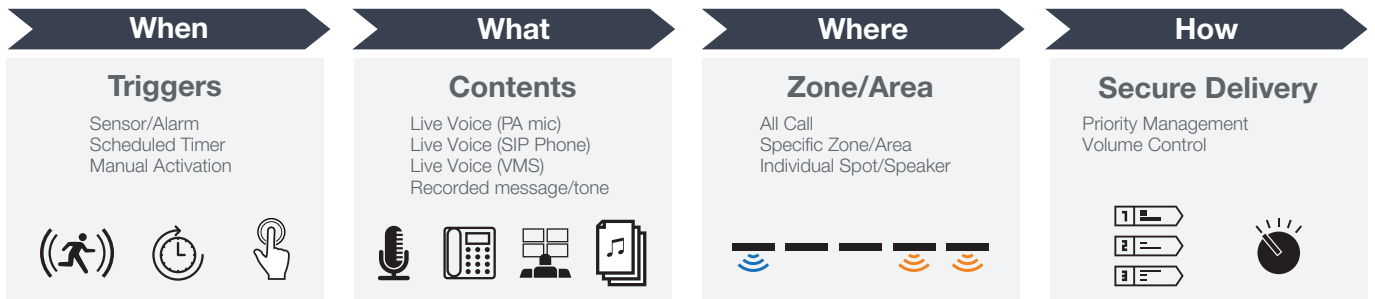 When
Triggers
Sensor/Alarm
Scheduled Timer
Manual Activation
What
Contents
Live Voice (PA mic)
Live Voice (SIP Phone)
Live Voice (VMS)
Recorded message/tone
Where
Zone/Area
All Call
Specific Zone/Area
Individual Spot/Speaker
How
Secure Delivery
Priority Management
Volume Control
1
2
3